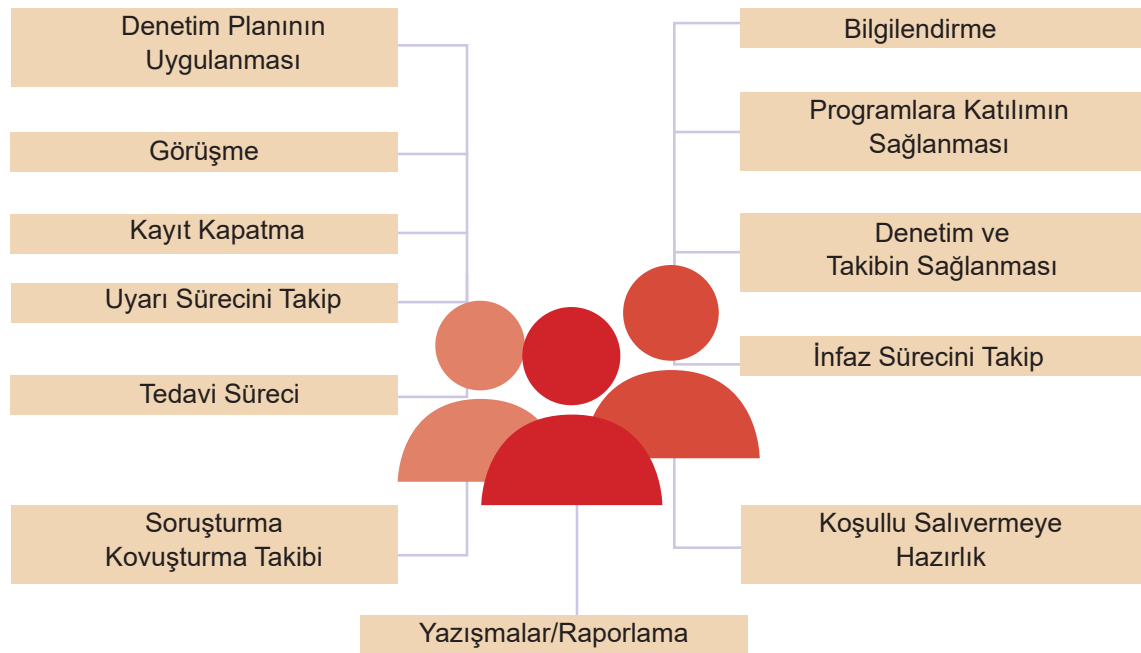 Denetim Planının
Uygulanması
Görüşme
Kayıt Kapatma
Uyarı Sürecini Takip
Tedavi Süreci
Soruşturma
Kovuşturma Takibi
Bilgilendirme
Programlara Katılımın
Sağlanması
Denetim ve
Takibin Sağlanması
İnfaz Sürecini Takip
Koşullu Salıvermeye
Hazırlık
Yazışmalar/Raporlama